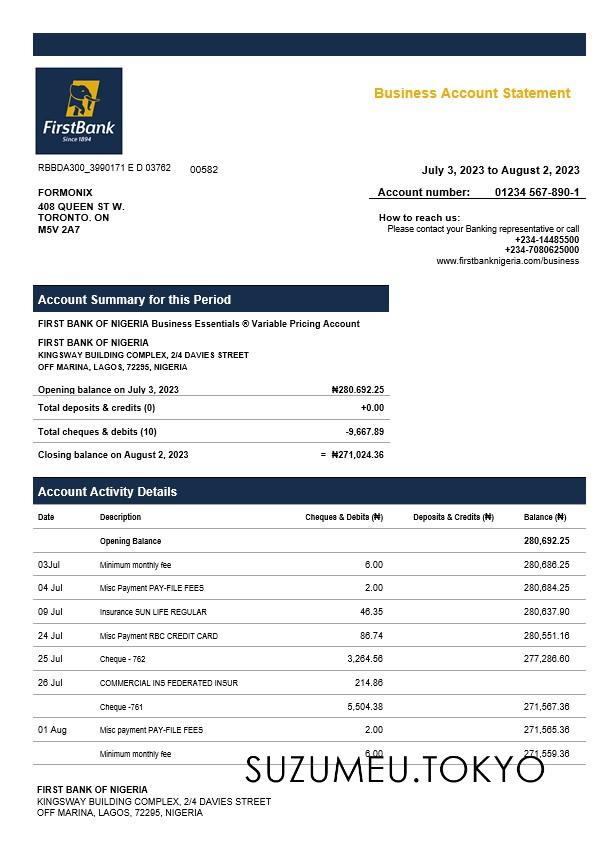 FirstBank
Since 1894
Business Account Statement
RBBDA300_3990171 E D 03762 00582
July 3, 2023 to August 2, 2023
FORMONIX
Account number: 01234 567-890-1
408 QUEEN ST W.
TORONTO. ON
M5V 2A7
How to reach us:
Please contact your Banking representative or call
+234-14485500
+234-7080625000
www.firstbanknigeria.com/business
Account Summary for this Period
FIRST BANK OF NIGERIA Business Essentials ® Variable Pricing Account
FIRST BANK OF NIGERIA
KINGSWAY BUILDING COMPLEX, 2/4 DAVIES STREET
OFF MARINA, LAGOS, 72295, NIGERIA
Opening balance on July 3, 2023 ₦280.692.25
Total deposits & credits (0) +0.00
Total cheques & debits (10) -9,667.89
Closing balance on August 2, 2023 = ₦271,024.36
Account Activity Details
Date Description Cheques & Debits (₦) Deposits & Credits (₦) Balance (₦)
Opening Balance 280,692.25
03Jul Minimum monthly fee 6.00 280,686.25
04 Jul Misc Payment PAY-FILE FEES 2.00 280,684.25
09 Jul Insurance SUN LIFE REGULAR 46.35 280,637.90
24 Jul Misc Payment RBC CREDIT CARD 86.74 280,551.16
25 Jul Cheque - 762 3,264.56 277,286.60
26 Jul COMMERCIAL INS FEDERATED INSUR 214.86
Cheque -761 5,504.38 271,567.36
01 Aug Misc payment PAY-FILE FEES 2.00 271,565.36
Minimum monthly fee 6.00 271,559.36
SUZUMEU.TOKYO
FIRST BANK OF NIGERIA
KINGSWAY BUILDING COMPLEX, 2/4 DAVIES STREET
OFF MARINA, LAGOS, 72295, NIGERIA